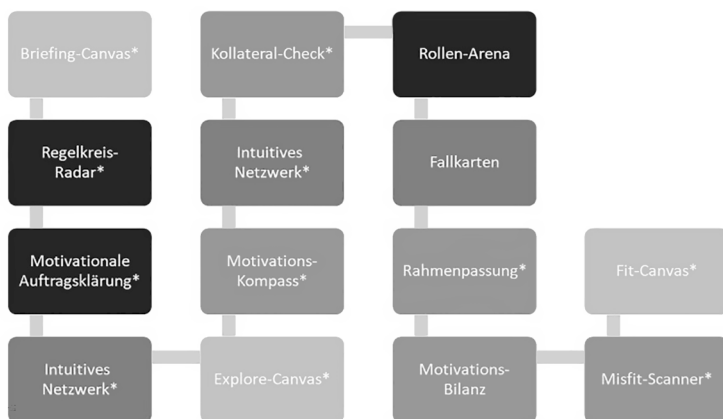 Briefing-Canvas*
Regelkreis-
Radar*
Motivationale
Auftragsklärung*
Intuitives
Netzwerk*
Explore-Canvas*
Motivations-
Kompass*
Intuitives
Netzwerk*
Kollateral-Check*
Rollen-Arena
Fallkarten
Rahmenpassung*
Motivations-
Bilanz
Misfit-Scanner*
Fit-Canvas*